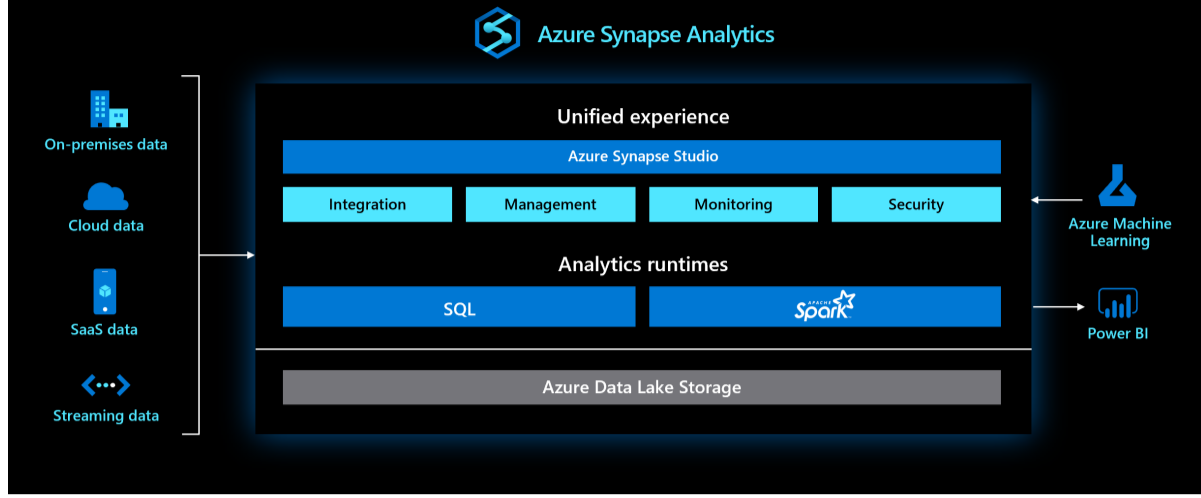 Azure Synapse Analytics
On-premises data
Cloud data
SaaS data
Streaming data
Unified experience
Azure Synapse Studio
Integration
Management
Monitoring
Security
Analytics runtimes
SQL
APACHE
Spark
Azure Data Lake Storage
Azure Machine
Learning
Power BI